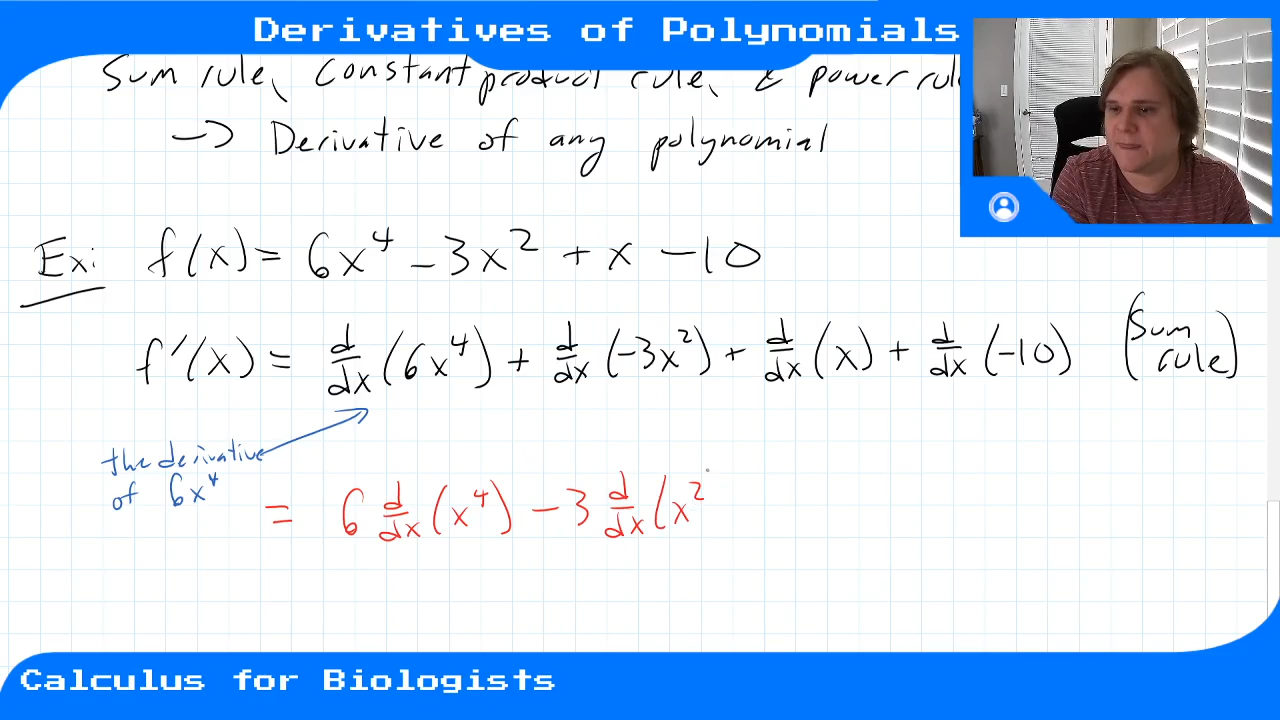 Derivatives of Polynomials
Sum rule, Constant product rule, & power rule
→ Derivative of any polynomial
Ex: f(x) = 6x⁴ - 3x² + x - 10
f'(x) = d/dx (6x⁴) + d/dx (-3x²) + d/dx (x) + d/dx (-10) (Sum rule)
the derivative
of 6x⁴
= 6 d/dx (x⁴) - 3 d/dx (x²
Calculus for Biologists